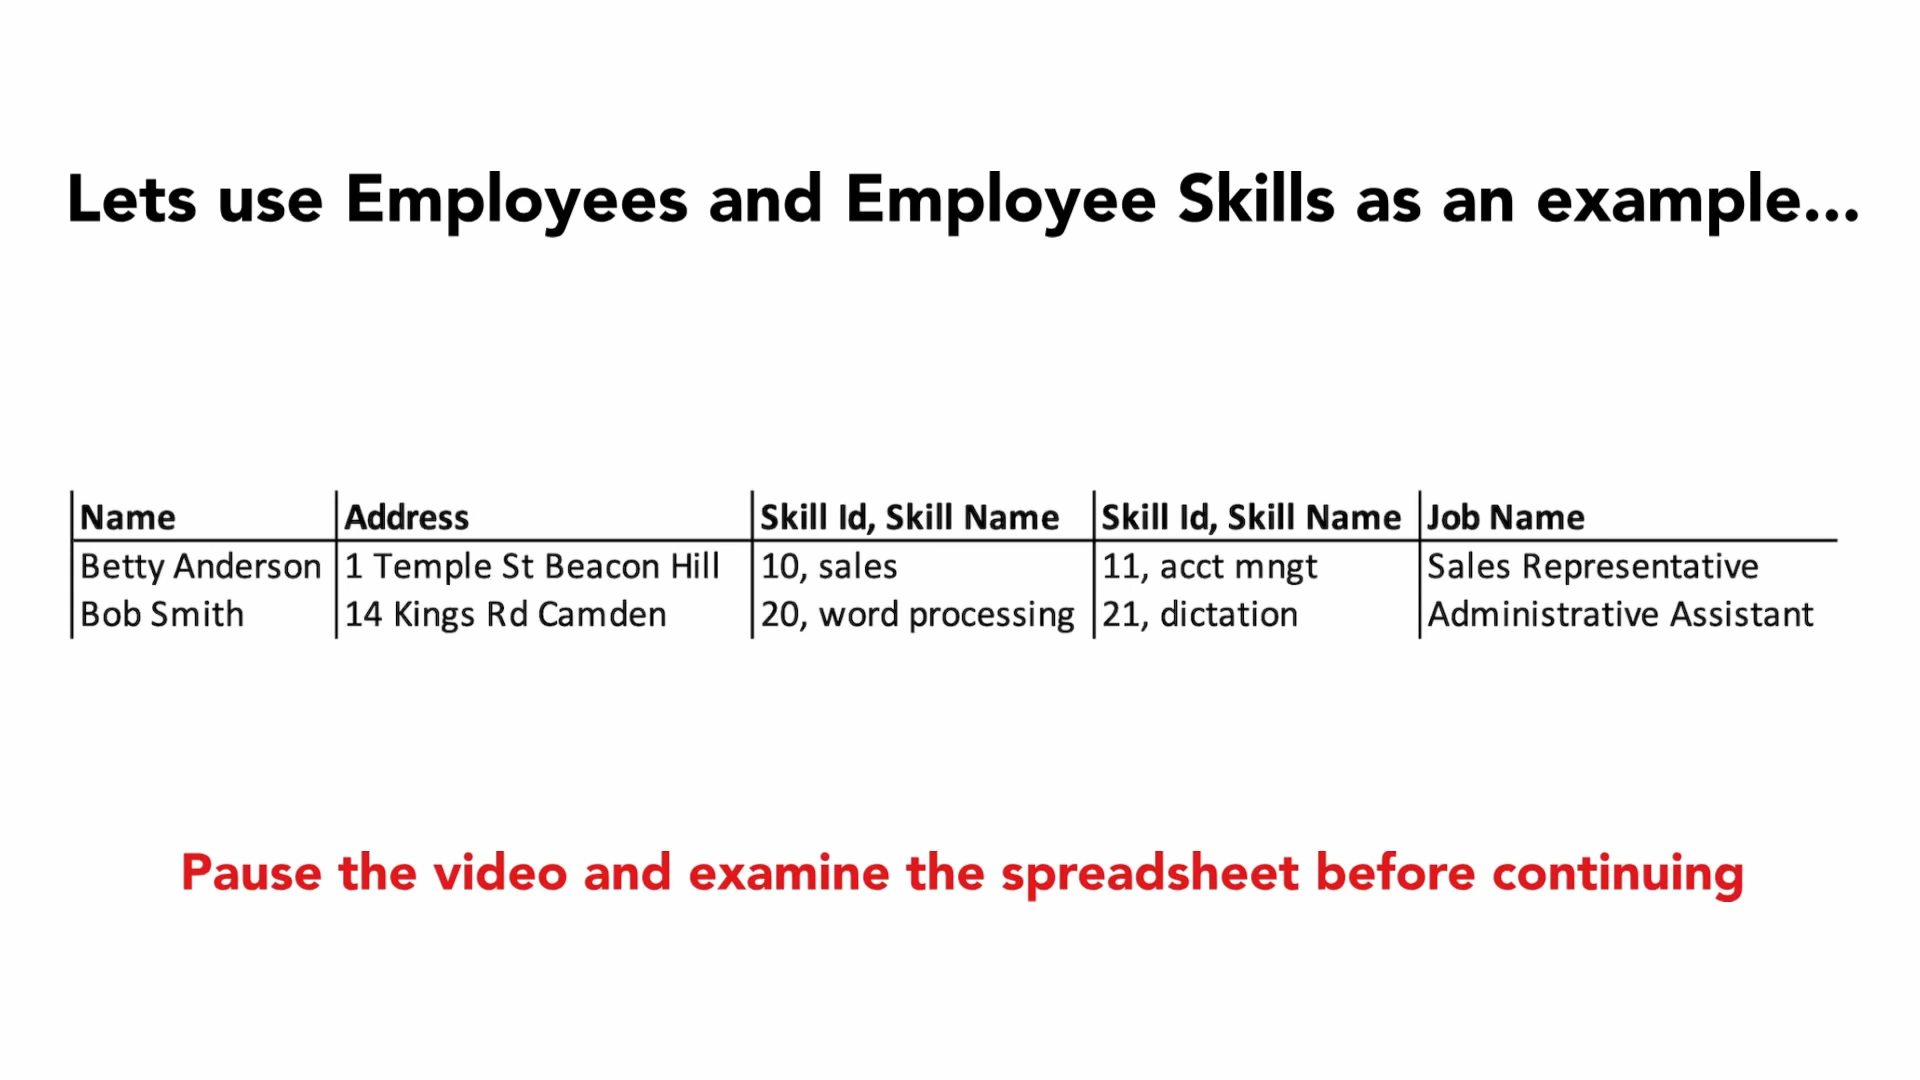 Lets use Employees and Employee Skills as an example...
Name Address Skill Id, Skill Name Skill Id, Skill Name Job Name
Betty Anderson 1 Temple St Beacon Hill 10, sales 11, acct mngt Sales Representative
Bob Smith 14 Kings Rd Camden 20, word processing 21, dictation Administrative Assistant
Pause the video and examine the spreadsheet before continuing